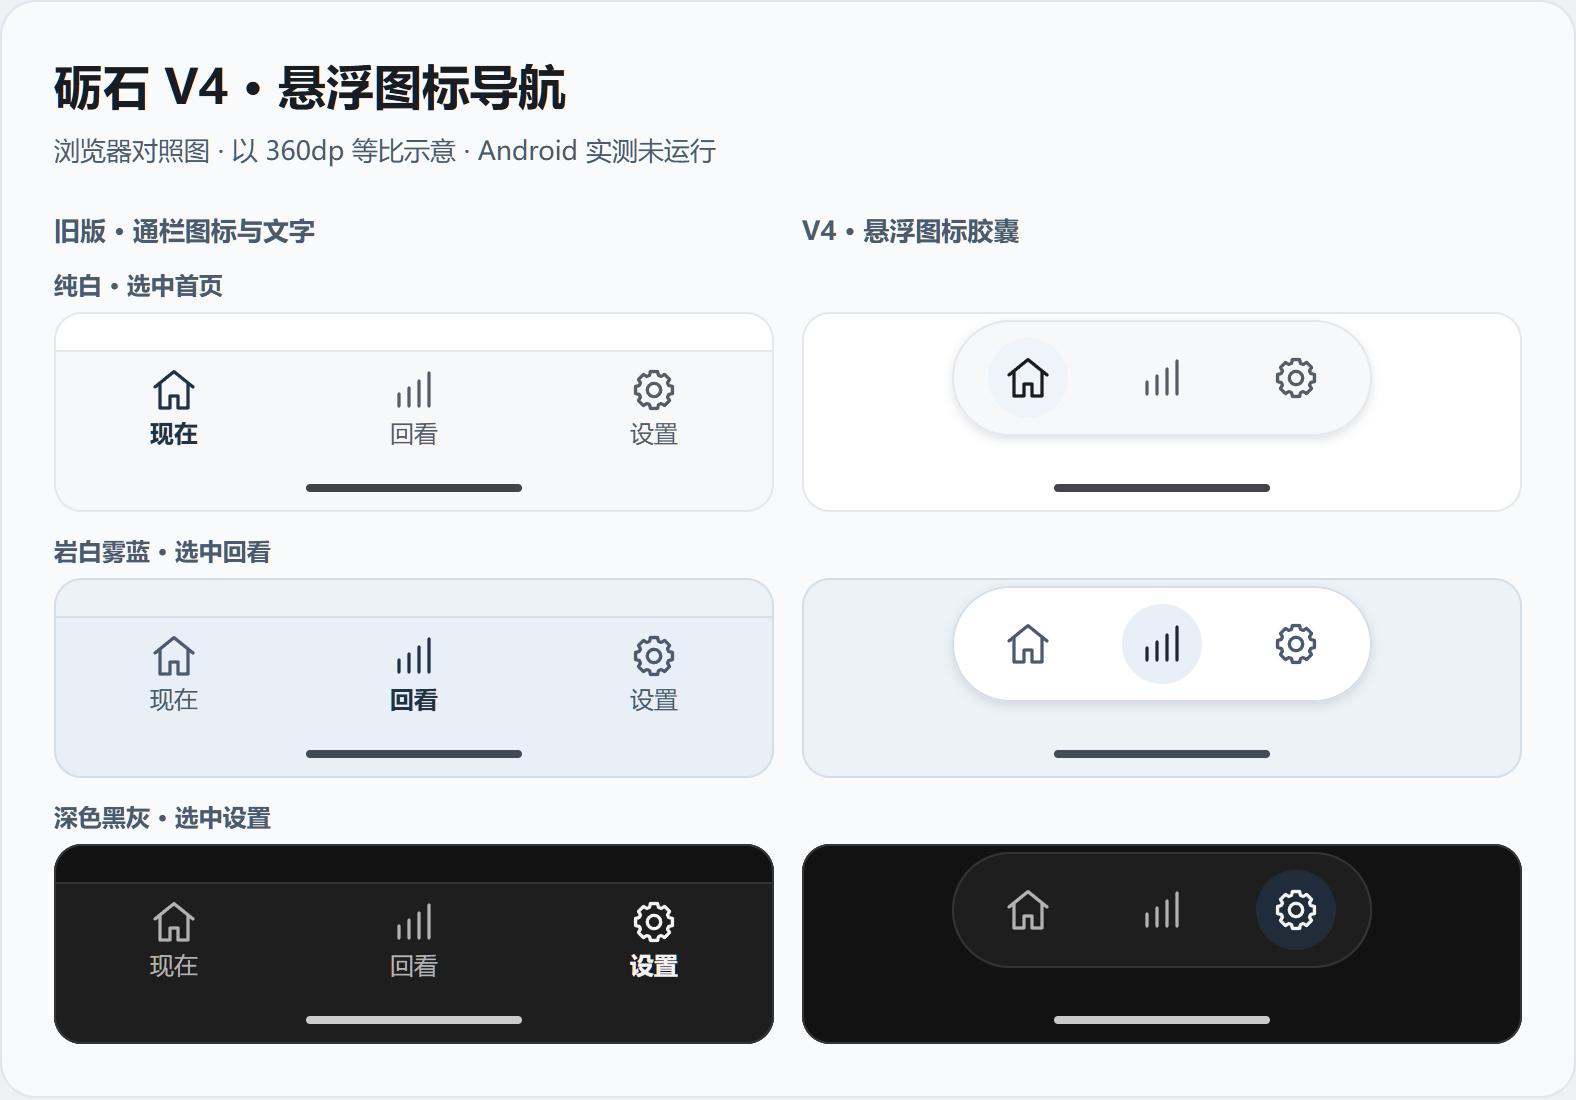 砺石 V4 • 悬浮图标导航
浏览器对照图 · 以 360dp 等比示意 · Android 实测未运行
旧版 • 通栏图标与文字
V4 • 悬浮图标胶囊
纯白 • 选中首页
现在
回看
设置
岩白雾蓝 • 选中回看
现在
回看
设置
深色黑灰 • 选中设置
现在
回看
设置